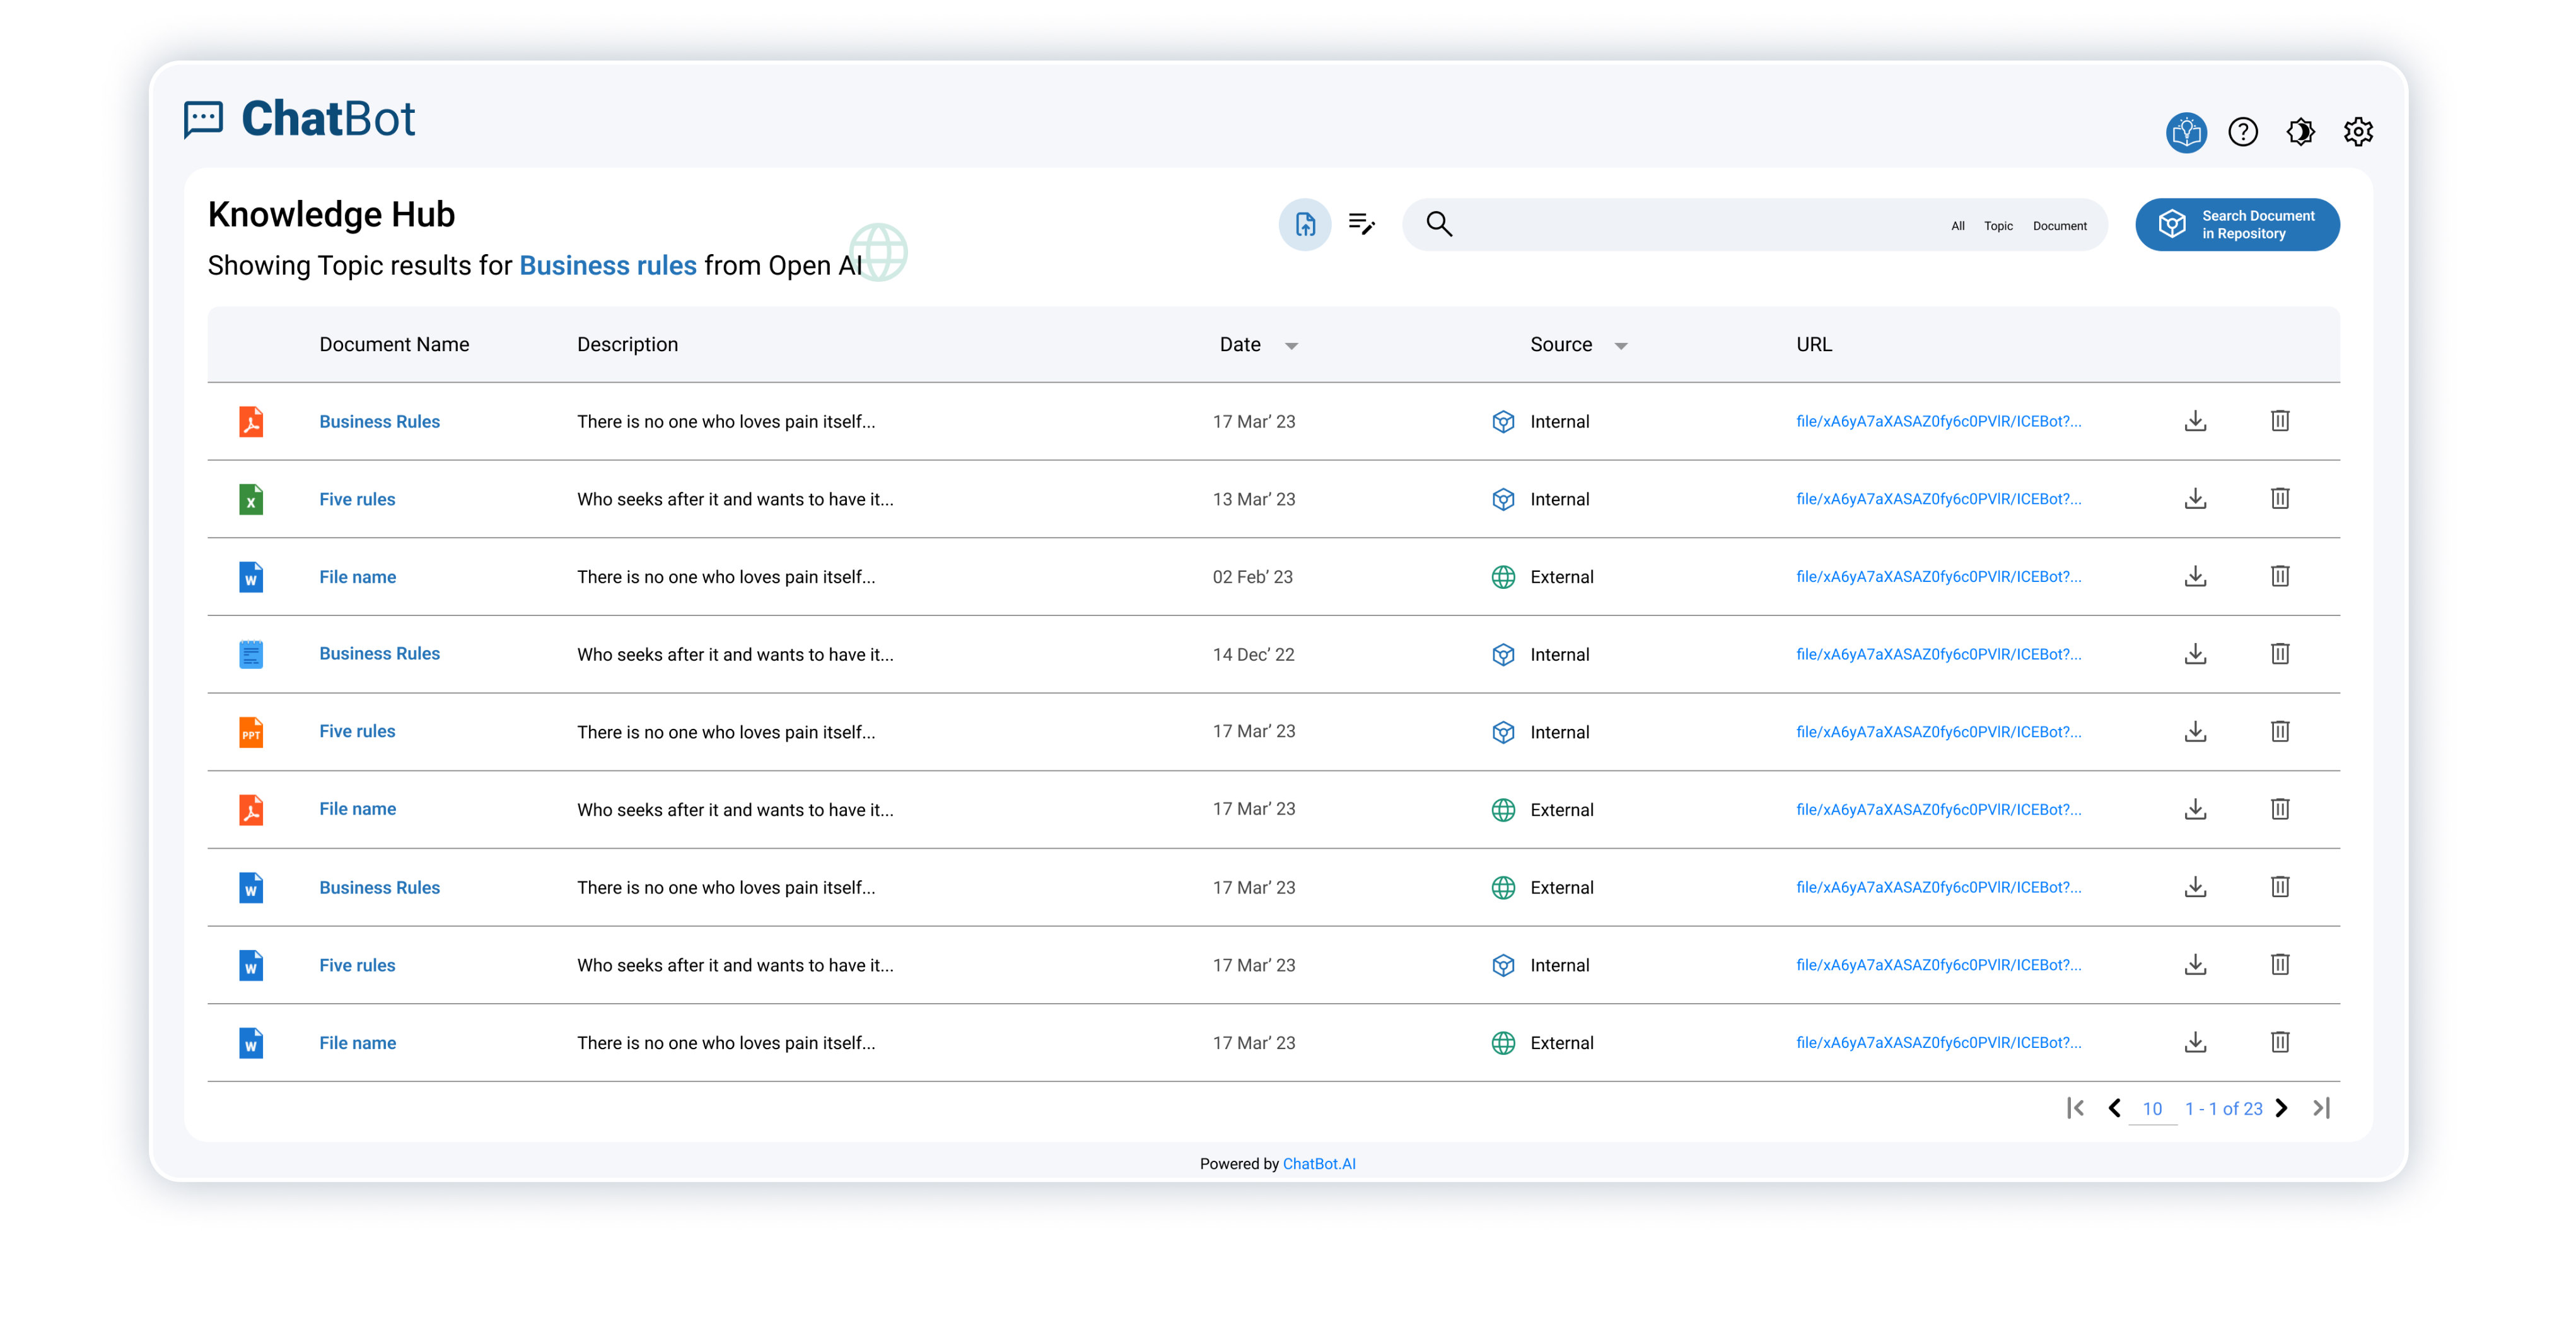 ChatBot
Knowledge Hub
Showing Topic results for Business rules from Open AI
All Topic Document
Search Document
in Repository
Document Name Description Date Source URL
Business Rules There is no one who loves pain itself... 17 Mar’ 23 Internal file/xA6yA7aXASAZ0fy6c0PVlR/ICEBot?...
X Five rules Who seeks after it and wants to have it... 13 Mar’ 23 Internal file/xA6yA7aXASAZ0fy6c0PVlR/ICEBot?...
W File name There is no one who loves pain itself... 02 Feb’ 23 External file/xA6yA7aXASAZ0fy6c0PVlR/ICEBot?...
Business Rules Who seeks after it and wants to have it... 14 Dec’ 22 Internal file/xA6yA7aXASAZ0fy6c0PVlR/ICEBot?...
PPT Five rules There is no one who loves pain itself... 17 Mar’ 23 Internal file/xA6yA7aXASAZ0fy6c0PVlR/ICEBot?...
File name Who seeks after it and wants to have it... 17 Mar’ 23 External file/xA6yA7aXASAZ0fy6c0PVlR/ICEBot?...
W Business Rules There is no one who loves pain itself... 17 Mar’ 23 External file/xA6yA7aXASAZ0fy6c0PVlR/ICEBot?...
W Five rules Who seeks after it and wants to have it... 17 Mar’ 23 Internal file/xA6yA7aXASAZ0fy6c0PVlR/ICEBot?...
W File name There is no one who loves pain itself... 17 Mar’ 23 External file/xA6yA7aXASAZ0fy6c0PVlR/ICEBot?...
10 1 - 1 of 23
Powered by ChatBot.AI